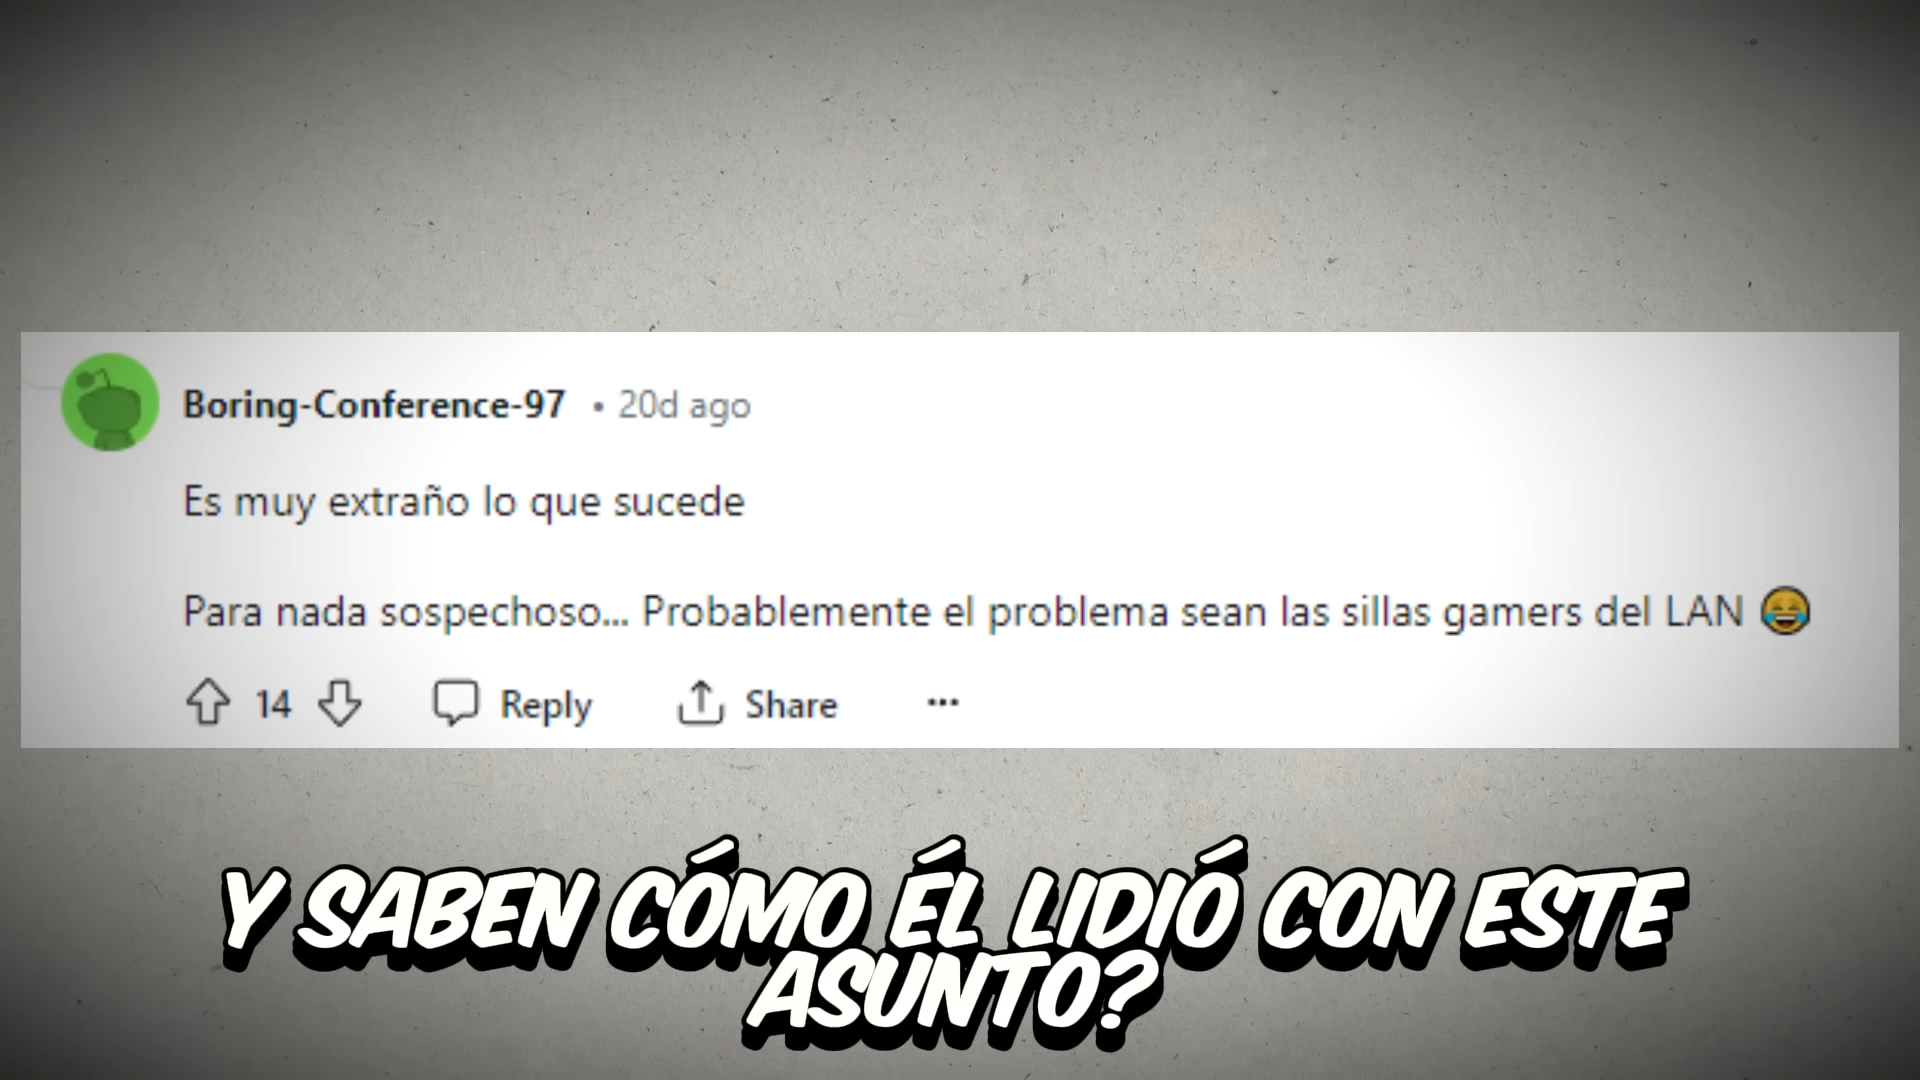 Boring-Conference-97 • 20d ago
Es muy extraño lo que sucede
Para nada sospechoso... Probablemente el problema sean las sillas gamers del LAN 😂
14 Reply Share ...
Y SABEN CÓMO ÉL LIDIÓ CON ESTE
ASUNTO?